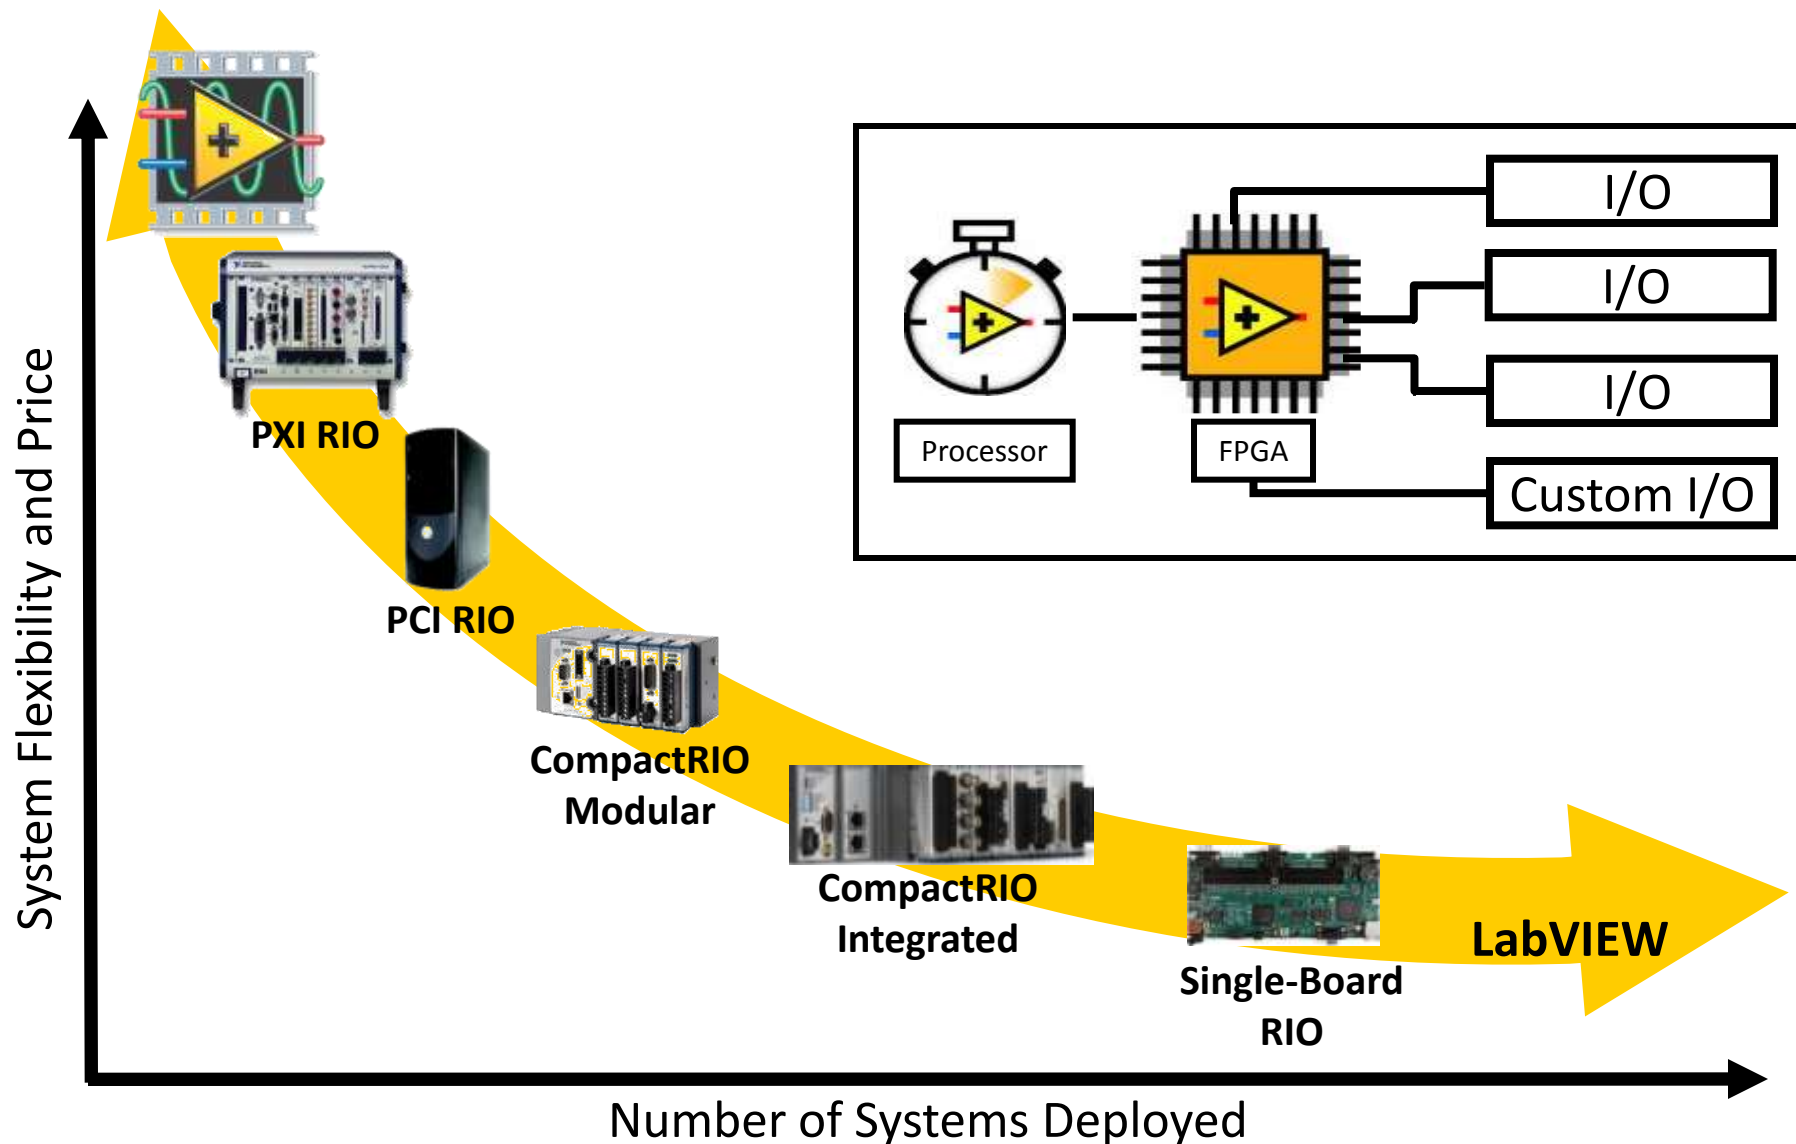 System Flexibility and Price
PXI RIO
PCI RIO
CompactRIO
Modular
CompactRIO
Integrated
Single-Board
RIO
LabVIEW
Number of Systems Deployed
Processor
FPGA
I/O
I/O
I/O
Custom I/O